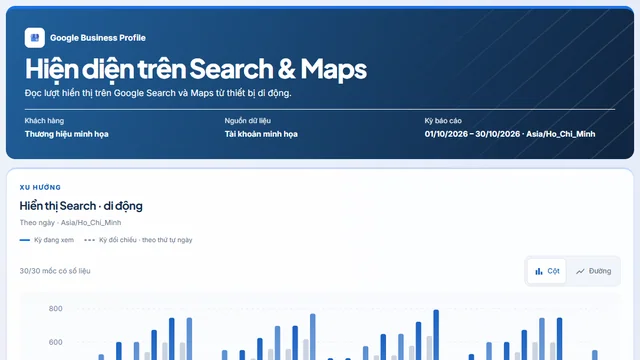 Google Business Profile
Hiện diện trên Search & Maps
Đọc lượt hiển thị trên Google Search và Maps từ thiết bị di động.
Khách hàng
Thương hiệu minh họa
Nguồn dữ liệu
Tài khoản minh họa
Kỳ báo cáo
01/10/2026 – 30/10/2026 · Asia/Ho_Chi_Minh
XU HƯỚNG
Hiển thị Search · di động
Theo ngày · Asia/Ho_Chi_Minh
Kỳ đang xem
Kỳ đối chiếu · theo thứ tự ngày
30/30 mốc có số liệu
Cột
Đường
800
600